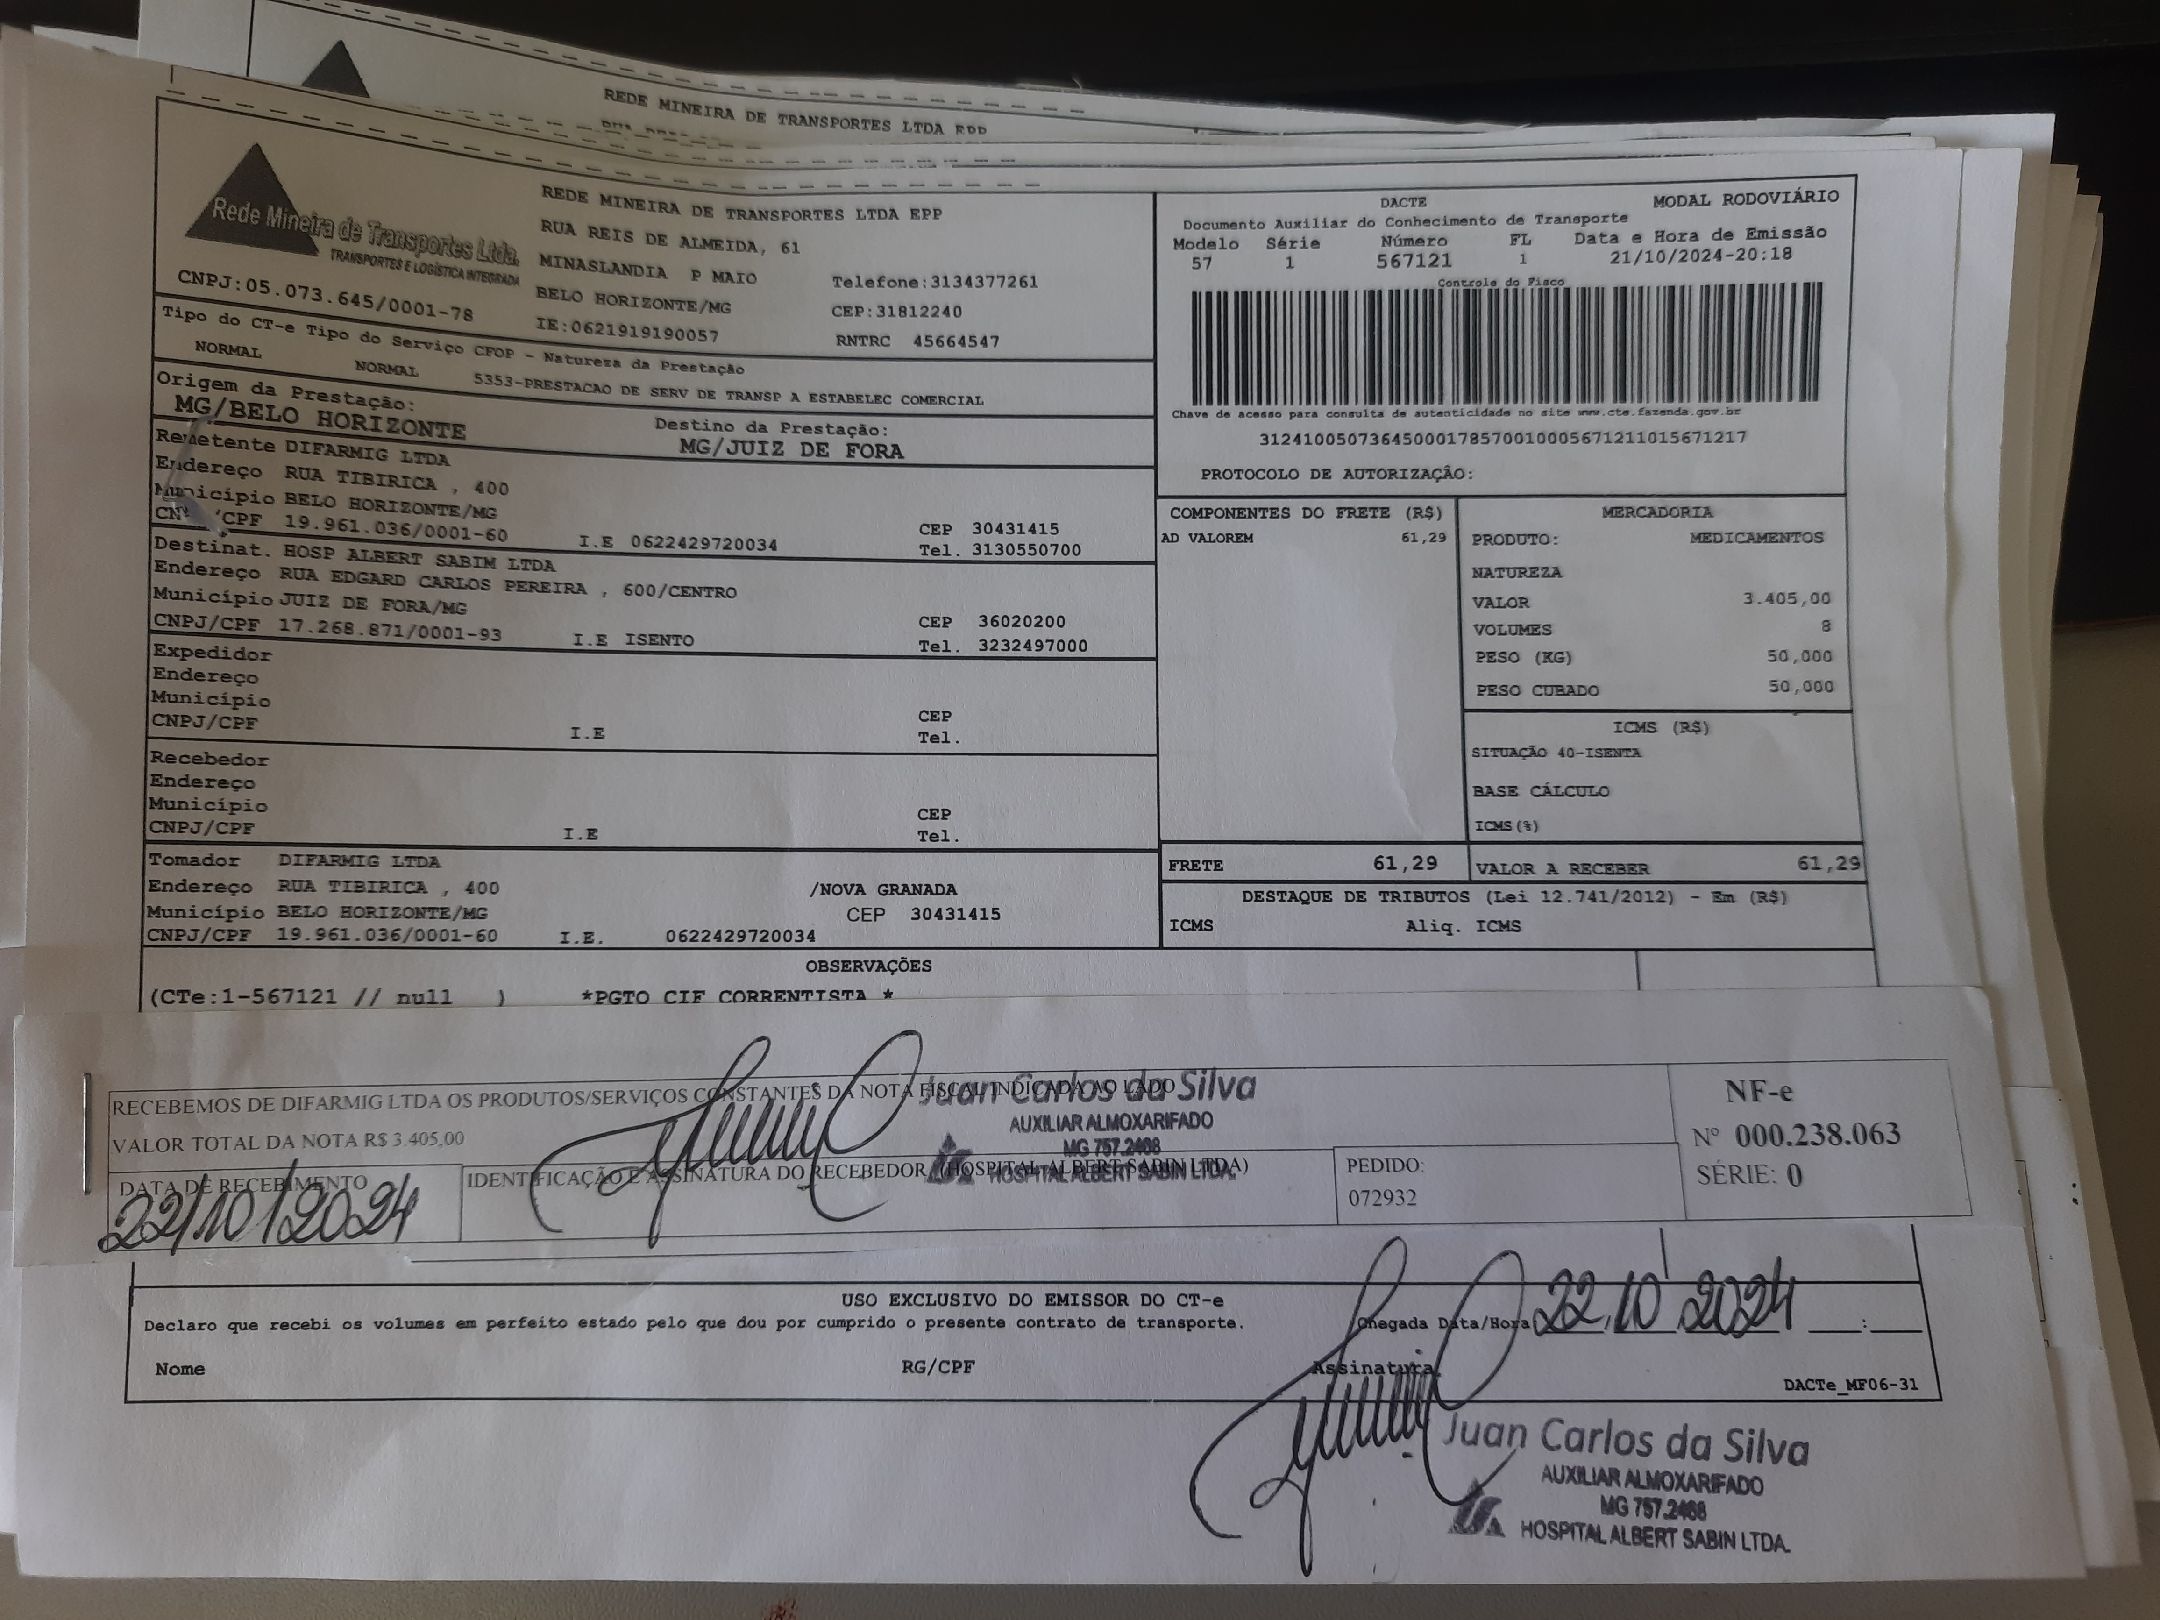 REDE MINEIRA DE TRANSPORTES LTDA EPP
Rede Mineira de Transportes Ltda.
TRANSPORTES E LOGÍSTICA INTEGRADA
CNPJ:05.073.645/0001-78
REDE MINEIRA DE TRANSPORTES LTDA EPP
RUA REIS DE ALMEIDA, 61
MINASLANDIA P MAIO Telefone:3134377261
BELO HORIZONTE/MG CEP:31812240
IE:0621919190057 RNTRC 45664547
DACTE MODAL RODOVIÁRIO
Documento Auxiliar do Conhecimento de Transporte
Modelo Série Número FL Data e Hora de Emissão
57 1 567121 1 21/10/2024-20:18
Controle do Fisco
Chave de acesso para consulta de autenticidade no site www.cte.fazenda.gov.br
31241005073645000178570010005671211015671217
PROTOCOLO DE AUTORIZAÇÃO:
Tipo do CT-e Tipo do Serviço CFOP - Natureza da Prestação
NORMAL NORMAL 5353-PRESTACAO DE SERV DE TRANSP A ESTABELEC COMERCIAL
Origem da Prestação: Destino da Prestação:
MG/BELO HORIZONTE MG/JUIZ DE FORA
Remetente DIFARMIG LTDA
Endereço RUA TIBIRICA , 400
Município BELO HORIZONTE/MG CEP 30431415
CNPJ/CPF 19.961.036/0001-60 I.E 0622429720034 Tel. 3130550700
Destinat. HOSP ALBERT SABIM LTDA
Endereço RUA EDGARD CARLOS PEREIRA , 600/CENTRO
Município JUIZ DE FORA/MG CEP 36020200
CNPJ/CPF 17.268.871/0001-93 I.E ISENTO Tel. 3232497000
Expedidor
Endereço
Município CEP
CNPJ/CPF I.E Tel.
Recebedor
Endereço
Município CEP
CNPJ/CPF I.E Tel.
Tomador DIFARMIG LTDA
Endereço RUA TIBIRICA , 400 /NOVA GRANADA
Município BELO HORIZONTE/MG CEP 30431415
CNPJ/CPF 19.961.036/0001-60 I.E. 0622429720034
COMPONENTES DO FRETE (R$)
AD VALOREM 61,29
MERCADORIA
PRODUTO: MEDICAMENTOS
NATUREZA
VALOR 3.405,00
VOLUMES 8
PESO (KG) 50,000
PESO CUBADO 50,000
ICMS (R$)
SITUAÇÃO 40-ISENTA
BASE CÁLCULO
ICMS(%)
FRETE 61,29 VALOR A RECEBER 61,29
DESTAQUE DE TRIBUTOS (Lei 12.741/2012) - Em (R$)
ICMS Aliq. ICMS
OBSERVAÇÕES
(CTe:1-567121 // null ) *PGTO CIF CORRENTISTA *
RECEBEMOS DE DIFARMIG LTDA OS PRODUTOS/SERVIÇOS CONSTANTES DA NOTA FISCAL INDICADA AO LADO
VALOR TOTAL DA NOTA R$ 3.405,00
DATA DE RECEBIMENTO
22/10/2024
IDENTIFICAÇÃO E ASSINATURA DO RECEBEDOR (HOSPITAL ALBERT SABIN LTDA)
Juan Carlos da Silva
AUXILIAR ALMOXARIFADO
MG 757.2468
HOSPITAL ALBERT SABIN LTDA.
PEDIDO:
072932
NF-e
Nº 000.238.063
SÉRIE: 0
USO EXCLUSIVO DO EMISSOR DO CT-e
Declaro que recebi os volumes em perfeito estado pelo que dou por cumprido o presente contrato de transporte. Chegada Data/Hora 22/10 2024 :
Nome RG/CPF Assinatura
DACTe_MF06-31
Juan Carlos da Silva
AUXILIAR ALMOXARIFADO
MG 757.2468
HOSPITAL ALBERT SABIN LTDA.